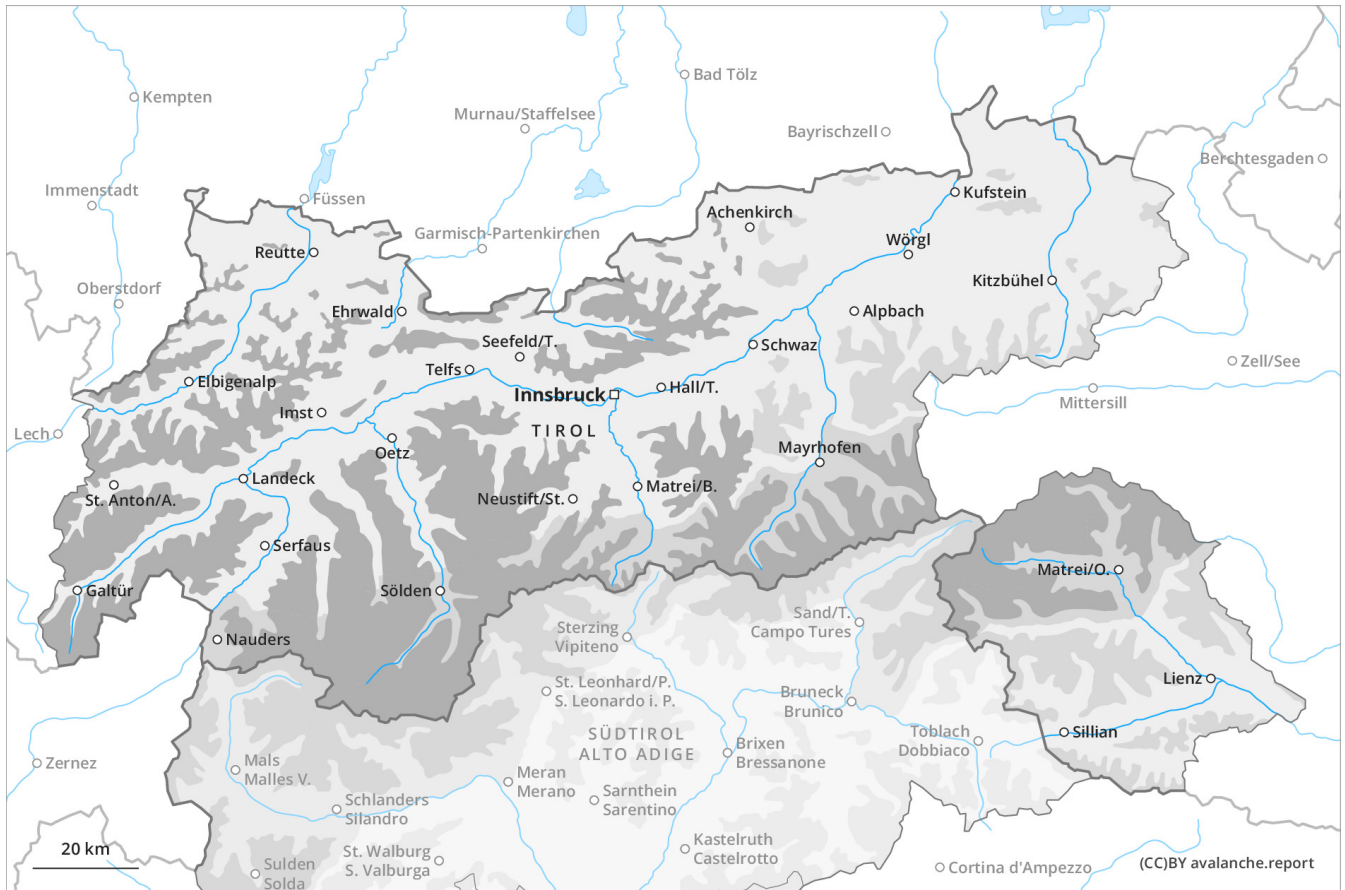 Bad Tölz
Kempten
Murnau/Staffelsee
Bayrischzell
Berchtesgaden
Immenstadt
Füssen
Kufstein
Achenkirch
Garmisch-Partenkirchen
Wörgl
Reutte
Oberstdorf
Kitzbühel
Ehrwald
Alpbach
Seefeld/T.
Schwaz
Zell/See
Telfs
Elbigenalp
Hall/T.
Innsbruck
Mittersill
Imst
TIROL
Lech
Oetz
Mayrhofen
Landeck
Matrei/B.
St. Anton/A.
Neustift/St.
Serfaus
Matrei/O.
Galtür
Sölden
Sand/T.
Campo Tures
Sterzing
Vipiteno
Nauders
Lienz
St. Leonhard/P.
S. Leonardo i. P.
Bruneck
Brunico
Sillian
SÜDTIROL
ALTO ADIGE
Toblach
Dobbiaco
Brixen
Bressanone
Zernez
Mals
Malles V.
Meran
Merano
Sarnthein
Sarentino
Schlanders
Silandro
Kastelruth
Castelrotto
20 km
St. Walburg
S. Valburga
Sulden
Solda
Cortina d'Ampezzo
(CC)BY avalanche.report